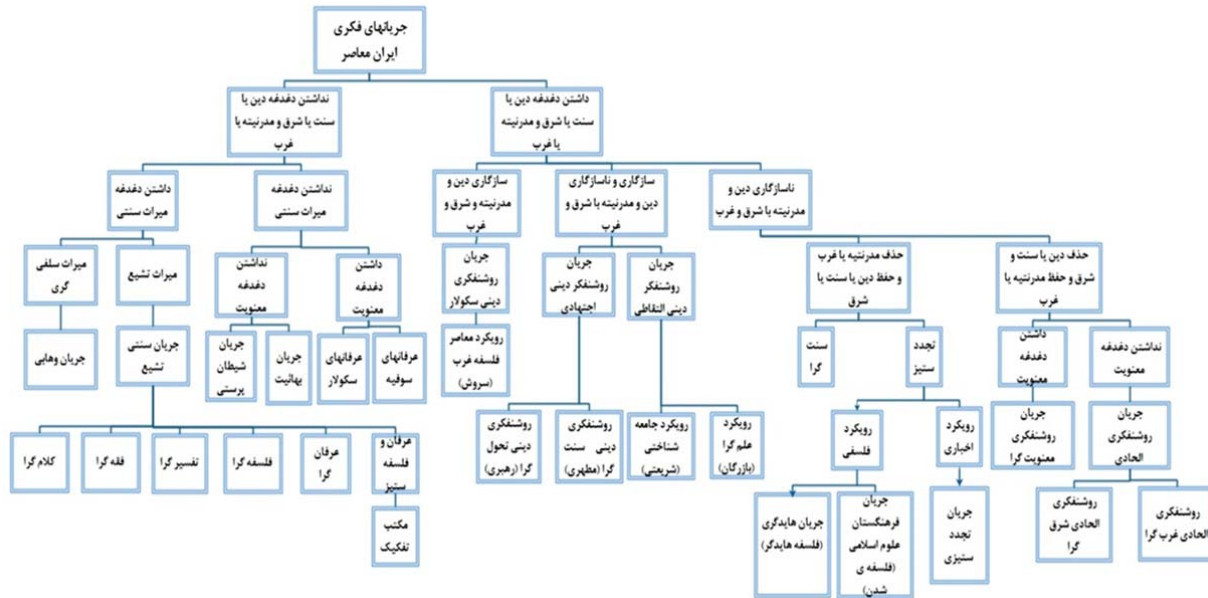 جریانهای فکری
ایران معاصر
داشتن دغدغه دین یا
سنت یا شرق و مدرنیته
یا غرب
نداشتن دغدغه دین یا
سنت یا شرق و مدرنیته یا
غرب
ناسازگاری دین و
مدرنیته با شرق و غرب
سازگاری و ناسازگاری
دین و مدرنیته با شرق و
غرب
سازگاری دین و
مدرنیته و شرق و
غرب
نداشتن دغدغه
میراث سنتی
داشتن دغدغه
میراث سنتی
حذف دین یا سنت و
شرق و حفظ مدرنتیه یا
غرب
حذف مدرنتیه یا غرب
و حفظ دین یا سنت یا
شرق
جریان
روشنفکر
دینی التقاطی
جریان
روشنفکر دینی
اجتهادی
جریان
روشنفکری
دینی سکولار
داشتن
دغدغه
معنویت
نداشتن
دغدغه
معنویت
میراث تشیع
میراث سلفی
گری
نداشتن دغدغه
معنویت
داشتن
دغدغه
معنویت
تجدد
ستیز
سنت
گرا
رویکرد معاصر
فلسفه غرب
(سروش)
عرفانهای
سوفیه
عرفانهای
سکولار
جریان
بهائیت
جریان
شیطان
پرستی
جریان سنتی
تشیع
جریان وهابی
جریان
روشنفکری
الحادی
جریان
روشنفکری
معنویت گرا
رویکرد
اخباری
رویکرد
فلسفی
رویکرد
علم گرا
(بازرگان)
رویکرد جامعه
شناختی
(شریعتی)
روشنفکری
دینی سنت
گرا (مطهری)
روشنفکری
دینی تحول
گرا (رهبری)
عرفان و
فلسفه
ستیز
عرفان
گرا
فلسفه گرا
تفسیر گرا
فقه گرا
کلام گرا
روشنفکری
الحادی غرب گرا
روشنفکری
الحادی شرق
گرا
جریان
تجدد
ستیزی
جریان
فرهنگستان
علوم اسلامی
(فلسفه ی
شدن)
جریان هایدگری
(فلسفه هایدگر)
مکتب
تفکیک